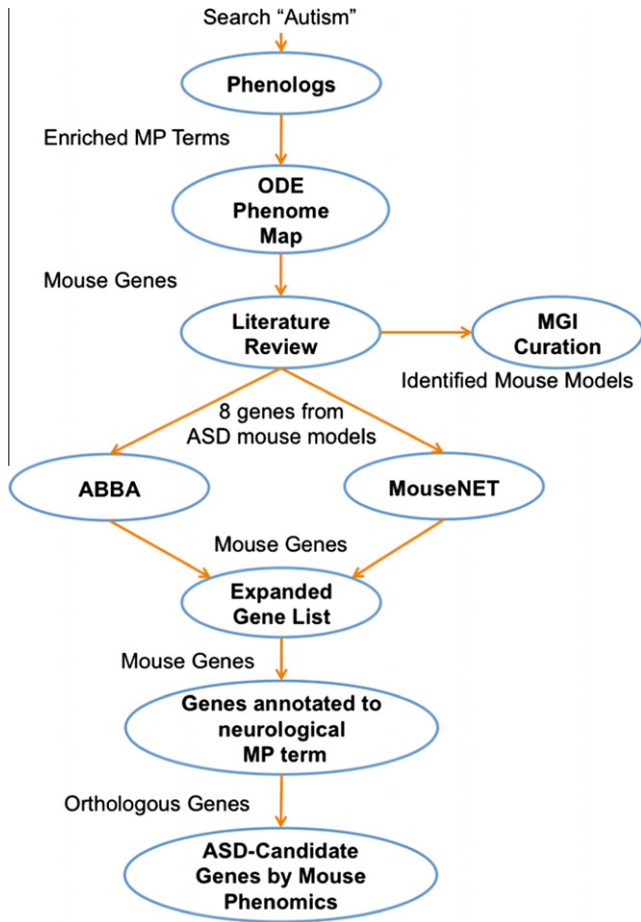 Search “Autism”
Phenologs
Enriched MP Terms
ODE
Phenome
Map
Mouse Genes
Literature
Review
MGI
Curation
Identified Mouse Models
8 genes from
ASD mouse models
ABBA
MouseNET
Mouse Genes
Expanded
Gene List
Mouse Genes
Genes annotated to
neurological
MP term
Orthologous Genes
ASD-Candidate
Genes by Mouse
Phenomics